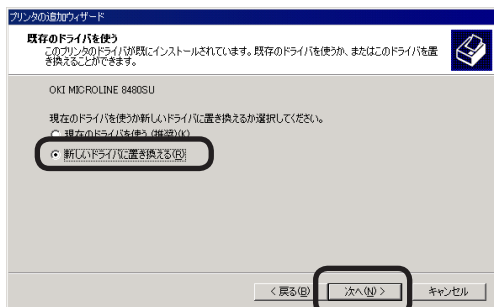 プリンタの追加ウィザード
既存のドライバを使う
このプリンタのドライバが既にインストールされています。既存のドライバを使うか、またはこのドライバを置
き換えることができます。
OKI MICROLINE 8480SU
現在のドライバを使うか新しいドライバに置き換えるか選択してください。
現在のドライバを使う (推奨)(K)
新しいドライバに置き換える(R)
< 戻る(B)
次へ(N) >
キャンセル